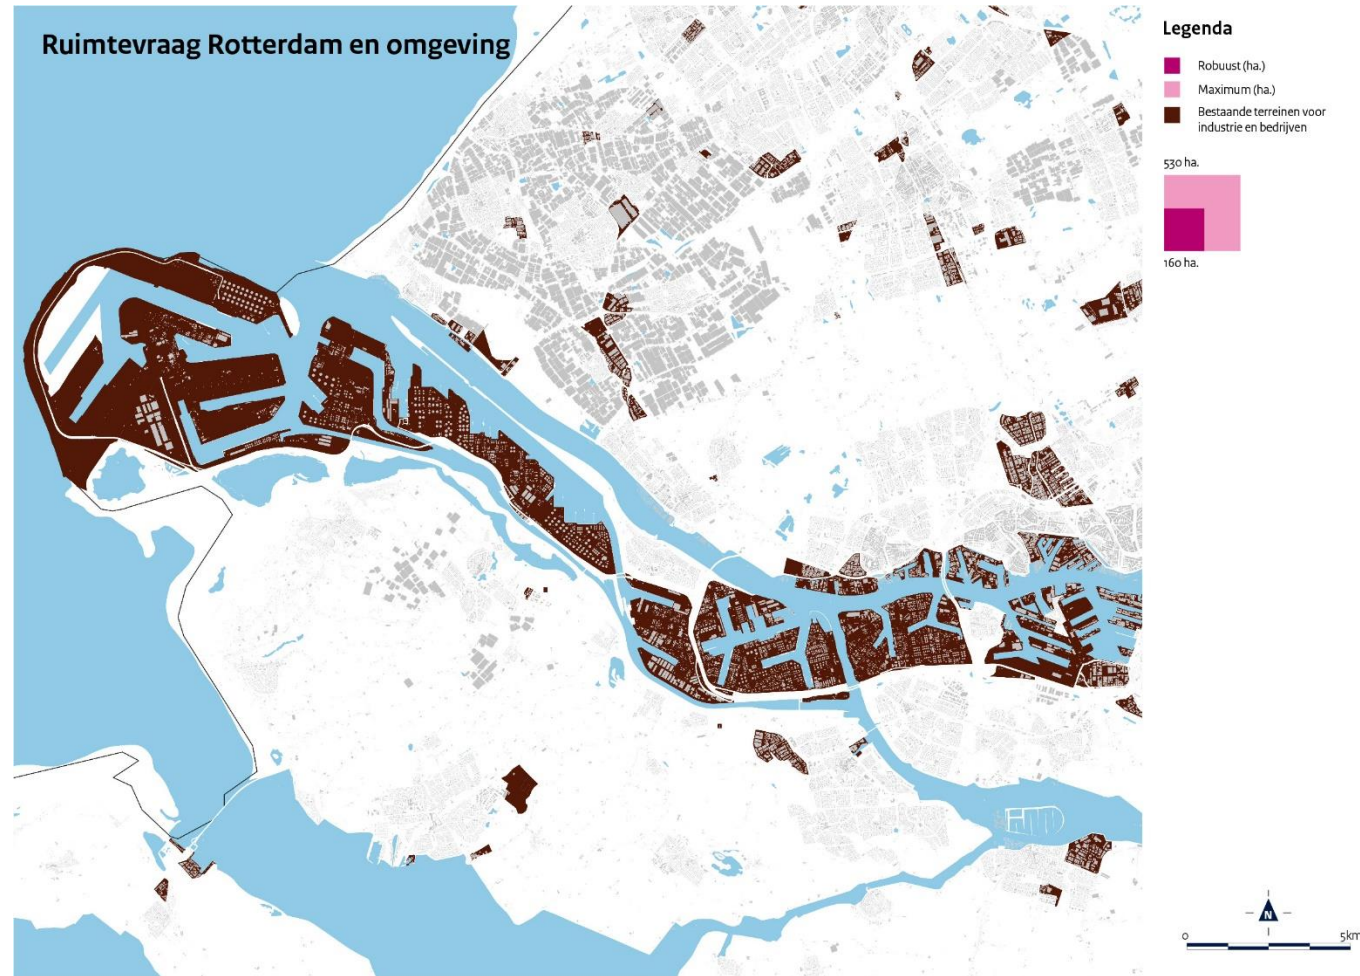 Ruimtevraag Rotterdam en omgeving
Legenda
Robuust (ha.)
Maximum (ha.)
Bestaande terreinen voor
industrie en bedrijven
530 ha.
160 ha.
N
0
5km